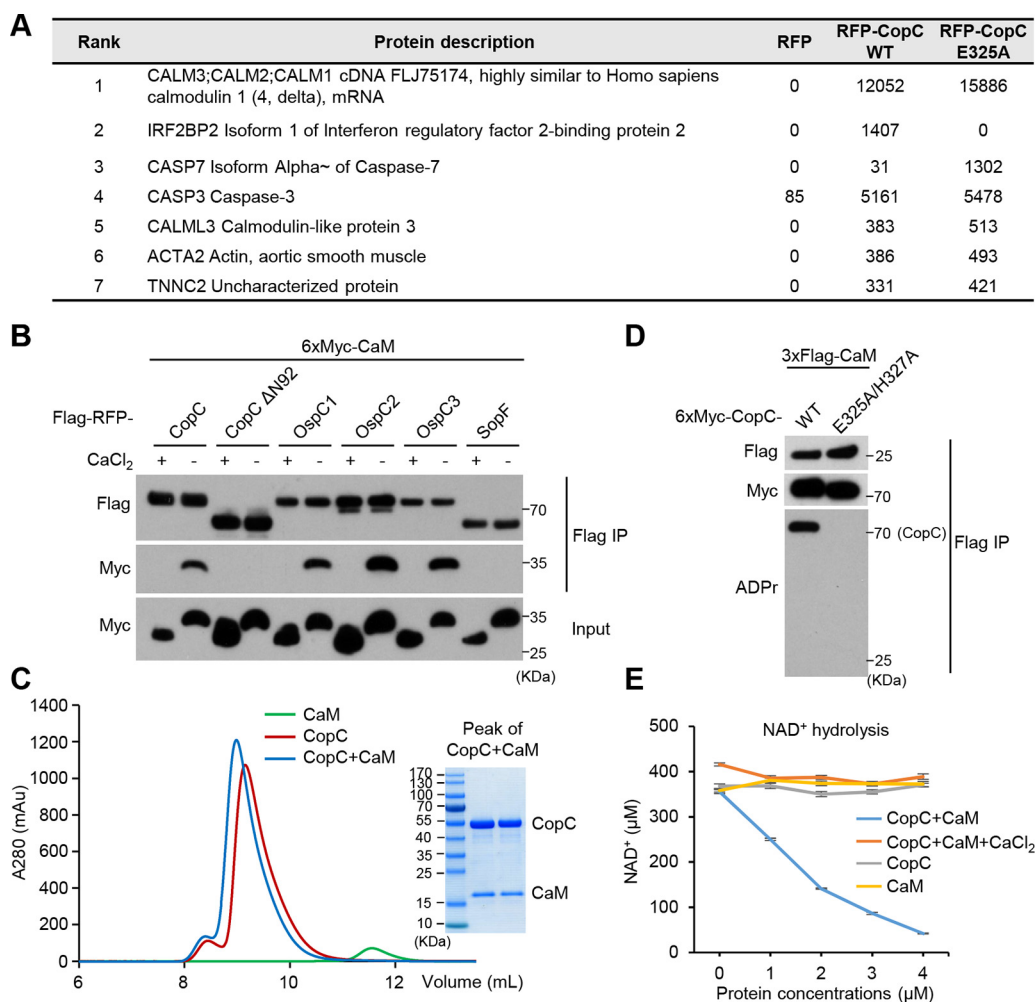 A
Rank Protein description RFP RFP-CopC WT RFP-CopC E325A
1 CALM3;CALM2;CALM1 cDNA FLJ75174, highly similar to Homo sapiens calmodulin 1 (4, delta), mRNA 0 12052 15886
2 IRF2BP2 Isoform 1 of Interferon regulatory factor 2-binding protein 2 0 1407 0
3 CASP7 Isoform Alpha~ of Caspase-7 0 31 1302
4 CASP3 Caspase-3 85 5161 5478
5 CALML3 Calmodulin-like protein 3 0 383 513
6 ACTA2 Actin, aortic smooth muscle 0 386 493
7 TNNC2 Uncharacterized protein 0 331 421
B
6xMyc-CaM
Flag-RFP- CopC CopC ΔN92 OspC1 OspC2 OspC3 SopF
CaCl₂ + - + - + - + - + - + -
Flag
70
Myc
35
Flag IP
Myc
35
25
Input
(KDa)
C
1400
1200
1000
800
600
400
200
0
A280 (mAu)
6 8 10 12
Volume (mL)
CaM
CopC
CopC+CaM
Peak of
CopC+CaM
170
130
100
70
55
40
35
25
15
10
(KDa)
CopC
CaM
D
3xFlag-CaM
6xMyc-CopC- WT E325A/H327A
Flag
25
Myc
70
70 (CopC)
ADPr
25
(KDa)
Flag IP
E
NAD⁺ hydrolysis
500
400
300
200
100
0
NAD⁺ (µM)
CopC+CaM
CopC+CaM+CaCl₂
CopC
CaM
0 1 2 3 4
Protein concentrations (µM)